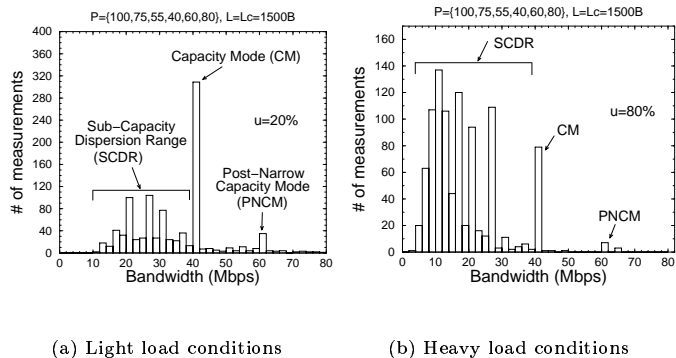 P={100,75,55,40,60,80}, L=Lc=1500B
400
360
320
280
240
200
160
120
80
40
0
# of measurements
Capacity Mode (CM)
u=20%
Sub−Capacity
Dispersion Range
(SCDR)
Post−Narrow
Capacity Mode
(PNCM)
0 10 20 30 40 50 60 70 80
Bandwidth (Mbps)
(a) Light load conditions
P={100,75,55,40,60,80}, L=Lc=1500B
160
140
120
100
80
60
40
20
0
# of measurements
SCDR
u=80%
CM
PNCM
0 10 20 30 40 50 60 70 80
Bandwidth (Mbps)
(b) Heavy load conditions